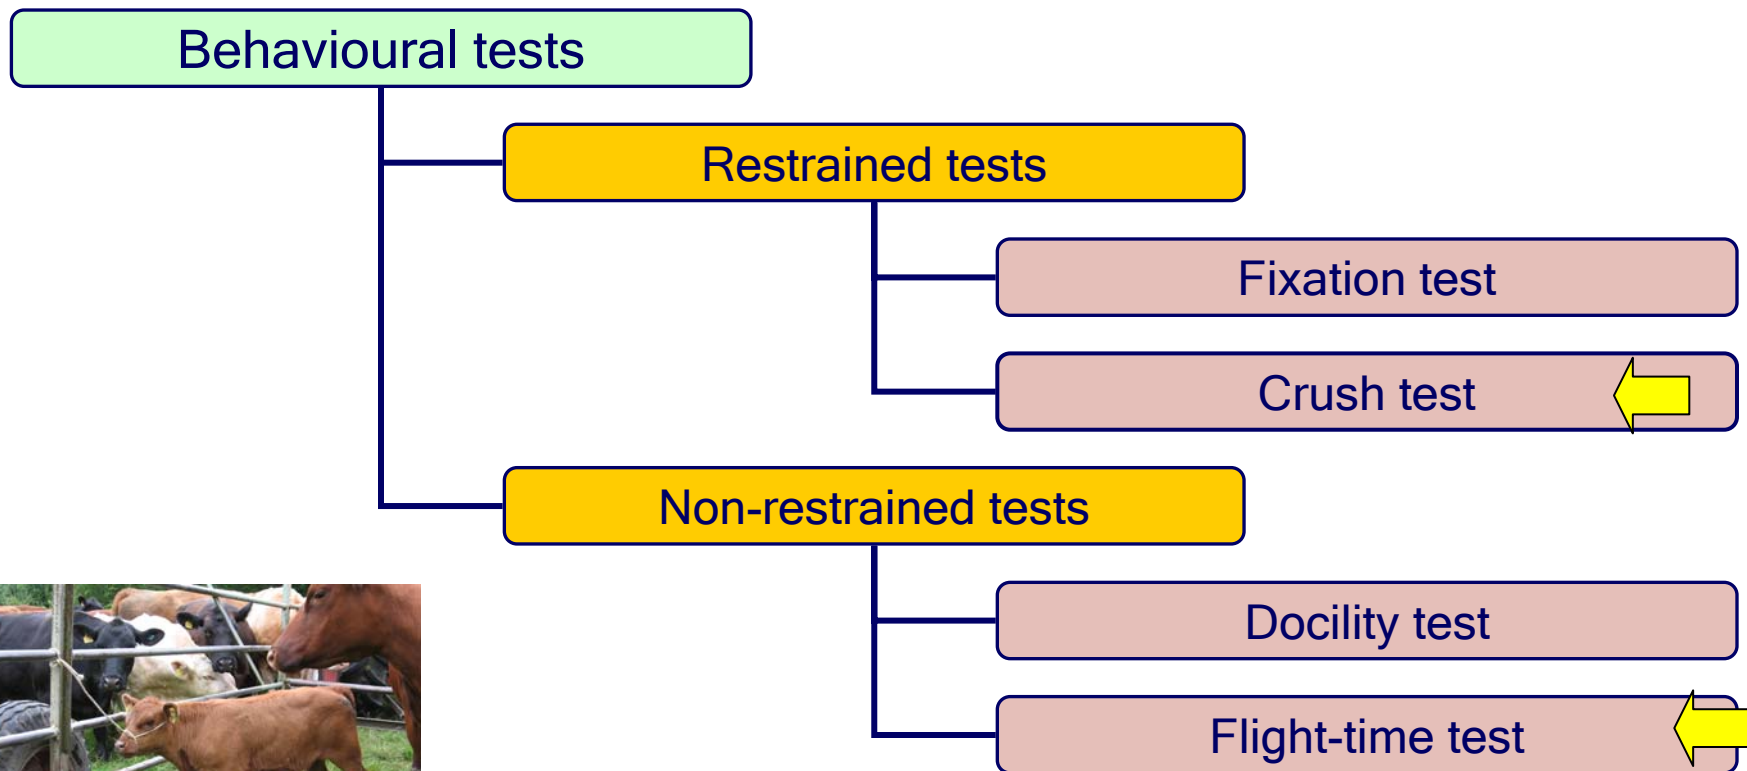 Behavioural tests
Restrained tests
Fixation test
Crush test
Non-restrained tests
Docility test
Flight-time test